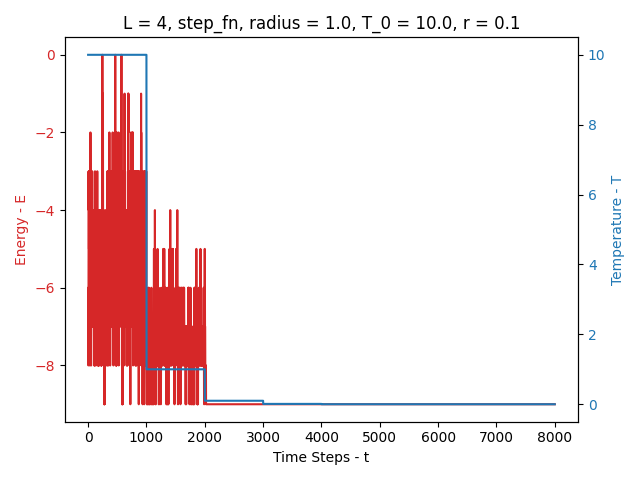 L = 4, step_fn, radius = 1.0, T_0 = 10.0, r = 0.1
0
−2
−4
−6
−8
Energy - E
10
8
6
4
2
0
Temperature - T
0 1000 2000 3000 4000 5000 6000 7000 8000
Time Steps - t